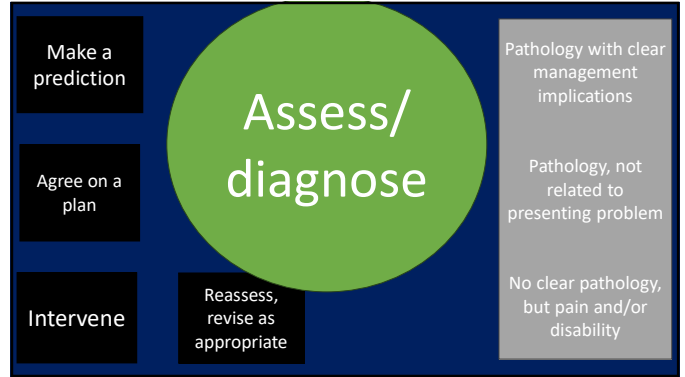 Make a
prediction
Agree on a
plan
Intervene
Reassess,
revise as
appropriate
Assess/
diagnose
Pathology with clear
management
implications
Pathology, not
related to
presenting problem
No clear pathology,
but pain and/or
disability